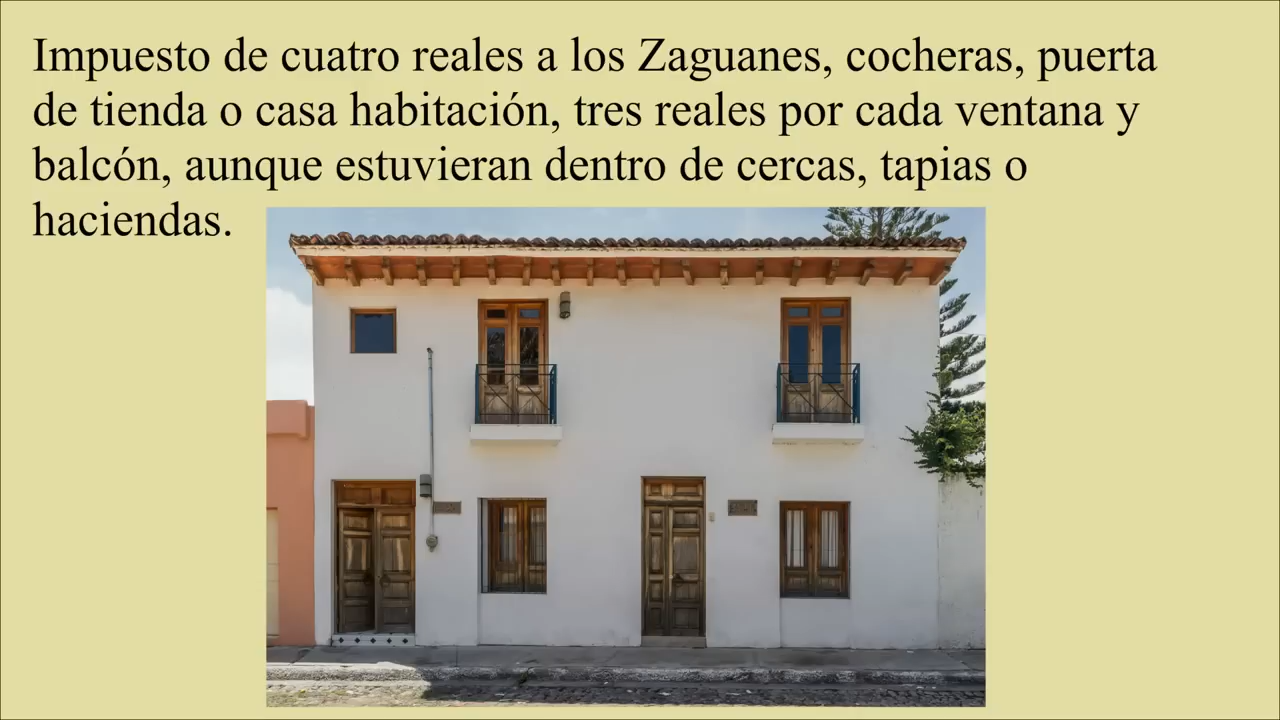 Impuesto de cuatro reales a los Zaguanes, cocheras, puerta
de tienda o casa habitación, tres reales por cada ventana y
balcón, aunque estuvieran dentro de cercas, tapias o
haciendas.